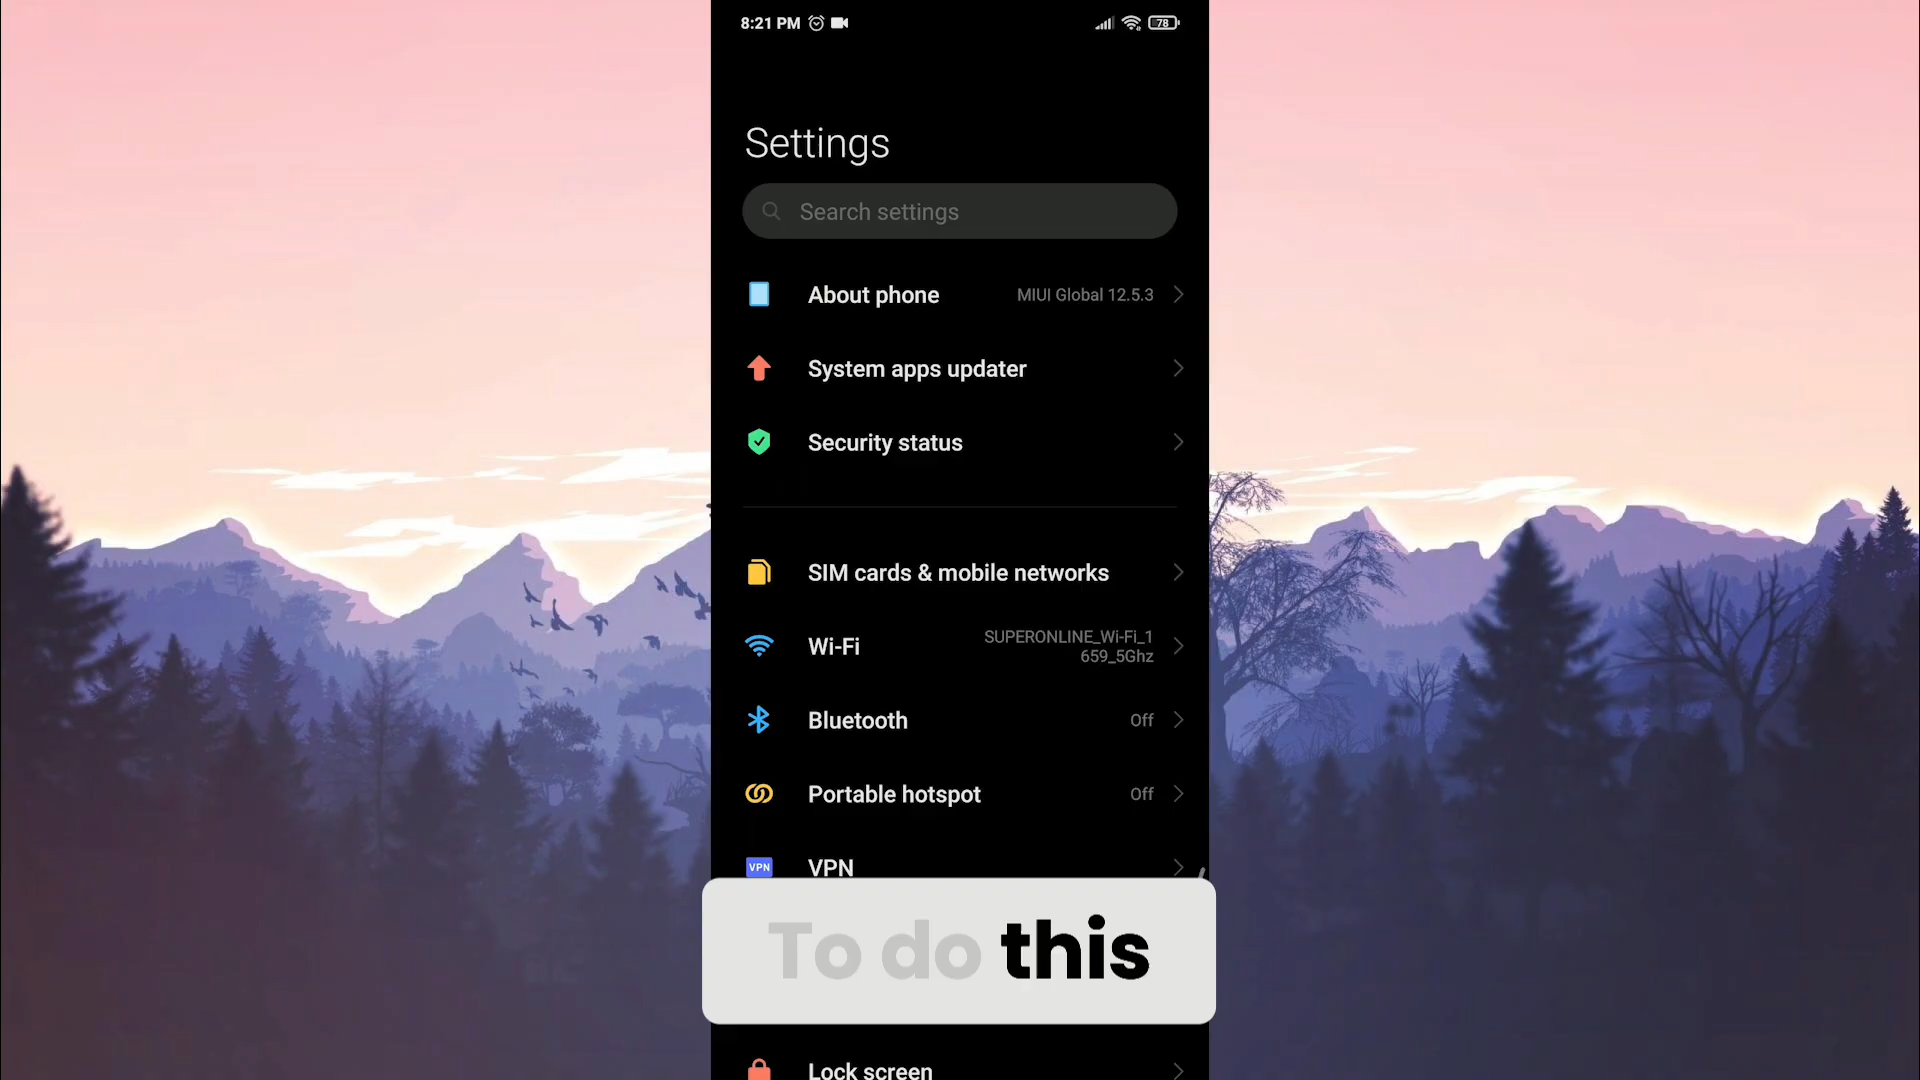 8:21 PM
78
Settings
Search settings
About phone
MIUI Global 12.5.3
System apps updater
Security status
SIM cards & mobile networks
Wi-Fi
SUPERONLINE_Wi-Fi_1
659_5Ghz
Bluetooth
Off
Portable hotspot
Off
VPN
VPN
To do this
Lock screen